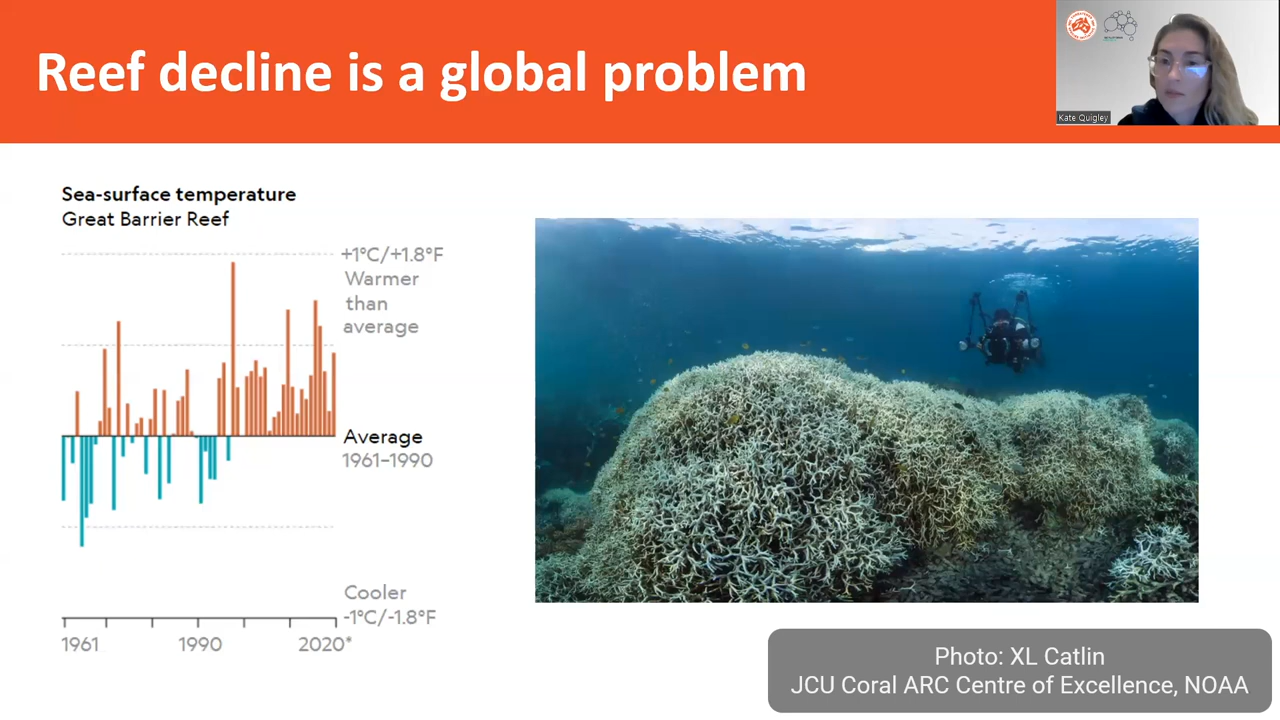 Reef decline is a global problem
Kate Quigley
Sea-surface temperature
Great Barrier Reef
+1°C/+1.8°F
Warmer
than
average
Average
1961–1990
Cooler
-1°C/-1.8°F
1961
1990
2020*
Photo: XL Catlin
JCU Coral ARC Centre of Excellence, NOAA